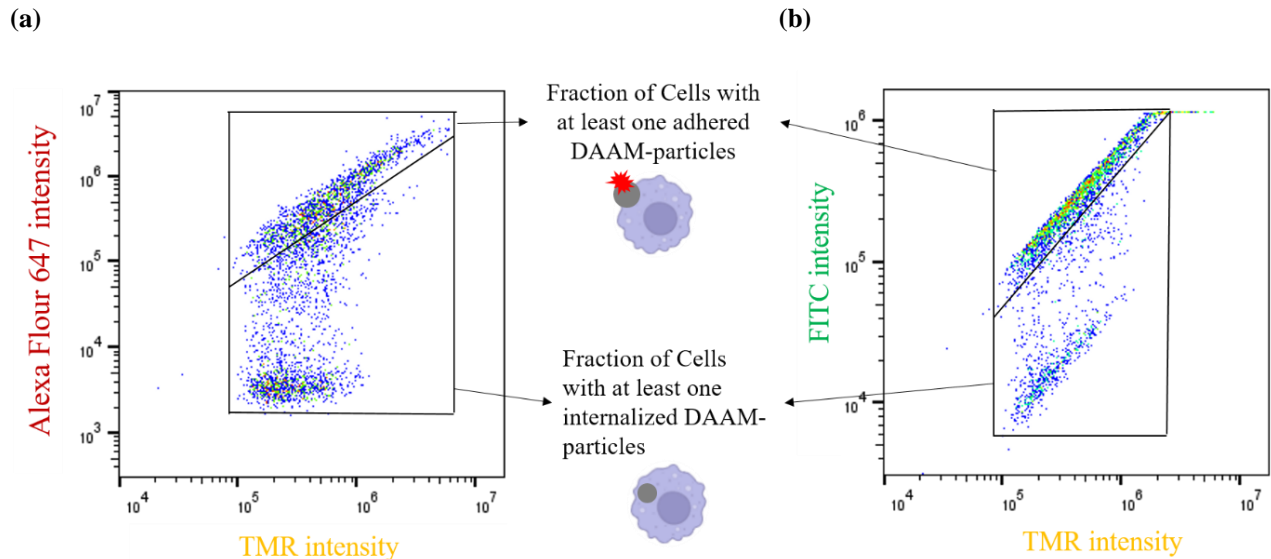 (a)
(b)
Alexa Flour 647 intensity
10^7
10^6
10^5
10^4
10^3
10^4
10^5
10^6
10^7
TMR intensity
Fraction of Cells with
at least one adhered
DAAM-particles
Fraction of Cells
with at least one
internalized DAAM-
particles
FITC intensity
10^6
10^5
10^4
10^4
10^5
10^6
10^7
TMR intensity